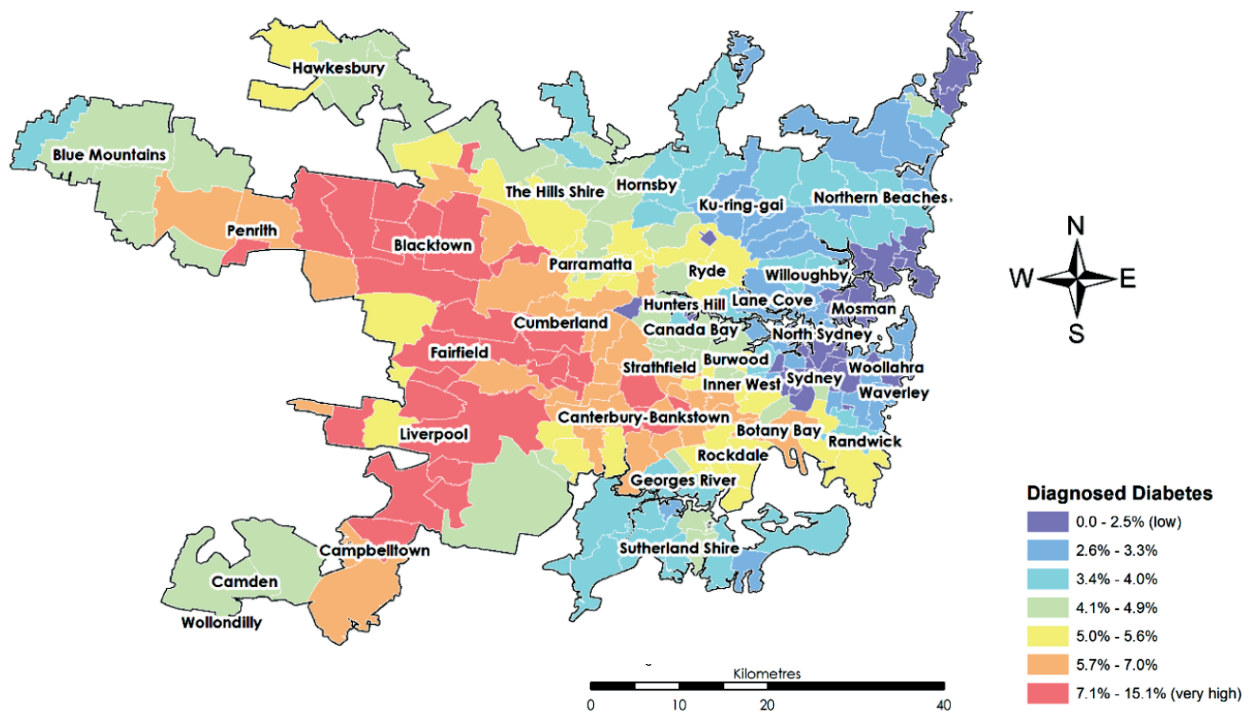 Hawkesbury
Blue Mountains
The Hills Shire
Hornsby
Ku-ring-gai
Northern Beaches
Penrith
Blacktown
Parramatta
Ryde
Willoughby
Hunters Hill
Lane Cove
Mosman
Cumberland
Canada Bay
North Sydney
Fairfield
Strathfield
Burwood
Woollahra
Inner West
Sydney
Waverley
Canterbury-Bankstown
Liverpool
Botany Bay
Randwick
Rockdale
Georges River
Campbelltown
Sutherland Shire
Camden
Wollondilly
N
W E
S
Diagnosed Diabetes
0.0 - 2.5% (low)
2.6% - 3.3%
3.4% - 4.0%
4.1% - 4.9%
5.0% - 5.6%
5.7% - 7.0%
7.1% - 15.1% (very high)
Kilometres
0 10 20 40